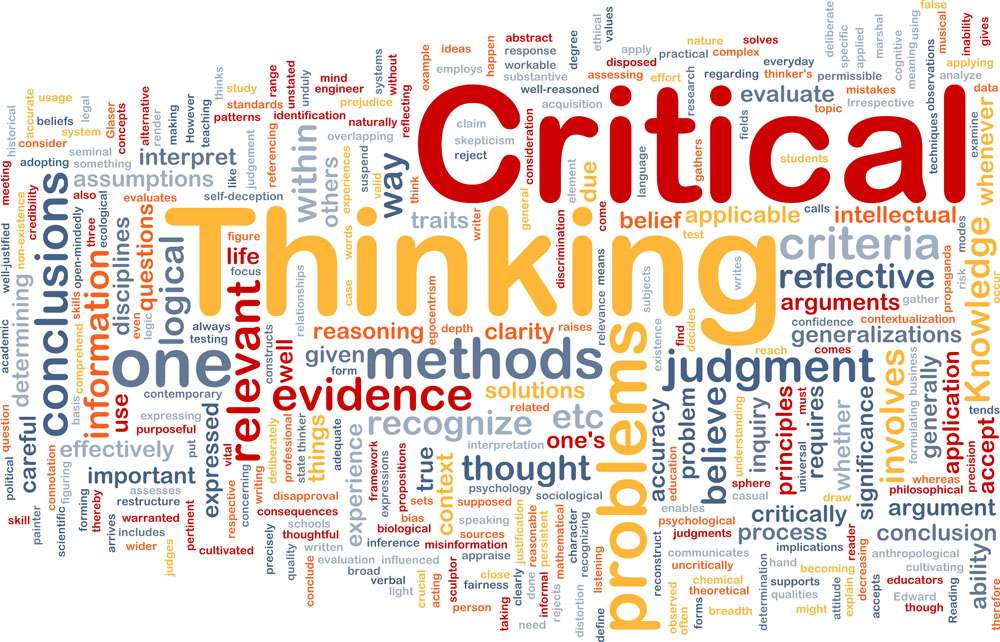 Critical
Thinking
problems
methods
one
evidence
judgment
criteria
relevant
conclusions
information
logical
recognize
thought
Knowledge
reflective
believe
etc
involves
within
way
assumptions
interpret
questions
disciplines
determining
careful
effectively
important
expressed
use
life
reasoning
clarity
given
well
solutions
related
one's
context
true
experience
things
others
traits
due
belief
applicable
intellectual
evaluate
arguments
generalizations
whenever
accept
application
generally
significance
whether
requires
principles
inquiry
problem
accuracy
critically
process
argument
conclusion
ability
abstract
response
workable
substantive
well-reasoned
acquisition
ideas
happen
example
employs
degree
ethical
values
disposed
assessing
apply
practical
effort
nature
complex
regarding
solves
everyday
thinker's
permissible
mistakes
Irrespective
topic
deliberate
specific
applied
marshal
cognitive
meaning
using
false
musical
inability
gives
applying
analyze
data
examine
observations
techniques
research
fields
gathers
students
language
element
consideration
claim
skepticism
reject
general
come
discrimination
writer
test
calls
modes
propaganda
risk
gather
occur
contextualization
confidence
comes
reach
writes
subjects
means
relevance
existence
decides
find
raises
depth
egocentrism
case
words
relationships
figure
focus
form
constructs
always
testing
contemporary
expressing
purposeful
put
vital
concerning
respective
writing
professional
deliberately
state
thinker
adequate
framework
expressions
propositions
interpretation
psychology
sociological
supposed
speaking
sources
sets
bias
biological
inference
misinformation
appraise
influenced
evaluation
written
schools
thoughtful
consequences
disapproval
cultivated
precisely
quality
conclude
broad
verbal
light
crucial
acting
sculptor
person
close
fairness
taking
clearly
need
done
informal
reasonable
justification
persistent
rejects
mathematical
distortion
character
recognizing
listening
define
reconstruct
observed
often
forms
education
enables
psychological
judgments
uncritically
communicates
chemical
theoretical
breadth
determination
hand
supports
qualities
implications
becoming
might
attitude
explain
reader
decreasing
accepts
draw
casual
sphere
understanding
universal
must
formulating
business
tends
whereas
philosophical
precision
anthropological
cultivating
educators
Edward
though
Reading
therefore
range
unstated
unduly
mind
engineer
systems
without
prejudice
reflecting
naturally
identification
overlapping
referencing
patterns
standards
study
thinks
teaching
However
making
render
alternative
concepts
Glaser
legal
usage
accurate
beliefs
system
historical
consider
adopting
seminal
something
meeting
credibility
non-existence
well-justified
also
three
ecological
evaluates
open-mindedly
skills
comprehend
basis
even
logic
like
judgement
self-deception
experiences
suspend
valid
think
academic
question
political
connotation
figuring
scientific
skill
painter
forming
thereby
arrives
restructure
assesses
warranted
includes
wider
judges
pertinent